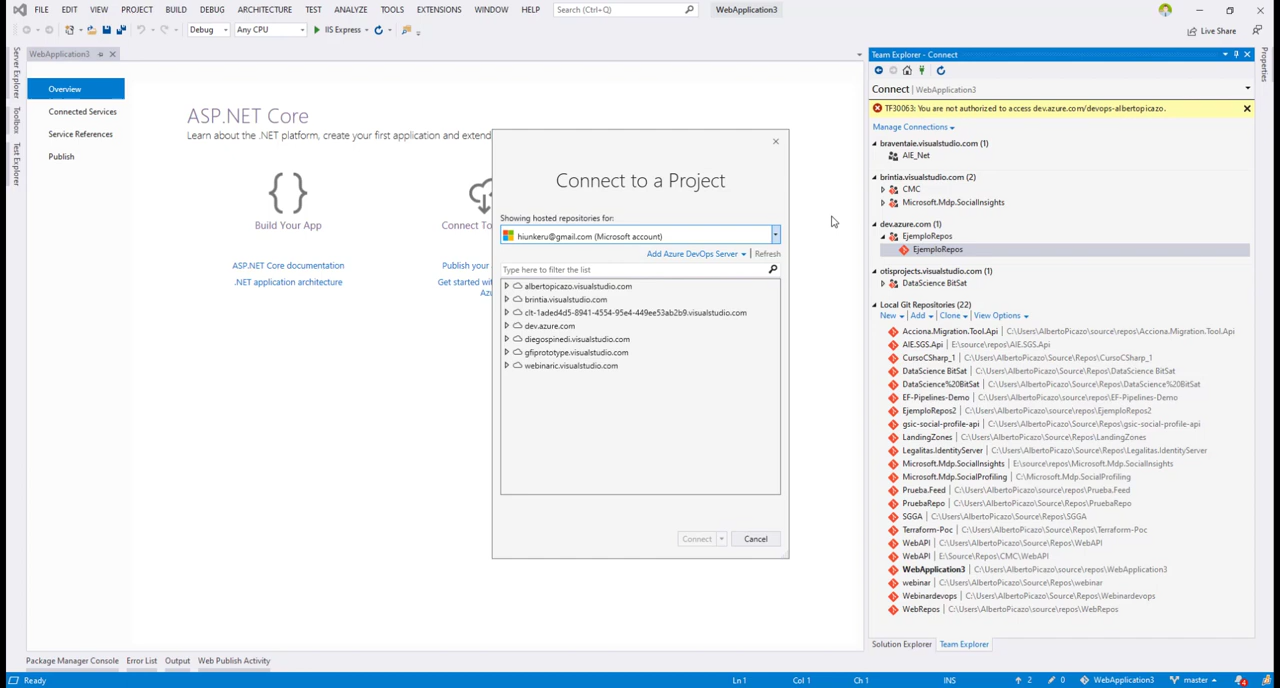 FILE EDIT VIEW PROJECT BUILD DEBUG ARCHITECTURE TEST ANALYZE TOOLS EXTENSIONS WINDOW HELP Search (Ctrl+Q) WebApplication3
Debug Any CPU IIS Express Live Share
Server Explorer
Toolbox
Test Explorer
WebApplication3
Overview
Connected Services
Service References
Publish
ASP.NET Core
Learn about the .NET platform, create your first application and extend
Build Your App
ASP.NET Core documentation
.NET application architecture
Connect To
Publish your
Get started wit
Az
Connect to a Project
Showing hosted repositories for:
hiunkeru@gmail.com (Microsoft account)
Add Azure DevOps Server Refresh
Type here to filter the list
albertopicazo.visualstudio.com
brintia.visualstudio.com
clt-1aded4d5-8941-4554-95e4-449ee53ab2b9.visualstudio.com
dev.azure.com
diegospinedi.visualstudio.com
gfiprototype.visualstudio.com
webinaric.visualstudio.com
Connect Cancel
Team Explorer - Connect
Connect | WebApplication3
TF30063: You are not authorized to access dev.azure.com/devops-albertopicazo.
Manage Connections
braventaie.visualstudio.com (1)
AIE_Net
brintia.visualstudio.com (2)
CMC
Microsoft.Mdp.SocialInsights
dev.azure.com (1)
EjemploRepos
EjemploRepos
otisprojects.visualstudio.com (1)
DataScience BitSat
Local Git Repositories (22)
New | Add | Clone | View Options
Acciona.Migration.Tool.Api | C:\Users\AlbertoPicazo\Source\Repos\Acciona.Migration.Tool.Api
AIE.SGS.Api | E:\source\Repos\AIE.SGS.Api
CursoCSharp_1 | C:\Users\AlbertoPicazo\Source\Repos\CursoCSharp_1
DataScience BitSat | C:\Users\AlbertoPicazo\source\repos\DataScience BitSat
DataScience%20BitSat | C:\Users\AlbertoPicazo\Source\Repos\DataScience%20BitSat
EF-Pipelines-Demo | C:\Users\AlbertoPicazo\source\repos\EF-Pipelines-Demo
EjemploRepos2 | C:\Users\AlbertoPicazo\source\repos\EjemploRepos2
gsic-social-profile-api | C:\Users\AlbertoPicazo\Source\Repos\gsic-social-profile-api
LandingZones | C:\Users\AlbertoPicazo\Source\Repos\LandingZones
Legalitas.IdentityServer | C:\Users\AlbertoPicazo\Source\Repos\Legalitas.IdentityServer
Microsoft.Mdp.SocialInsights | E:\source\Repos\Microsoft.Mdp.SocialInsights
Microsoft.Mdp.SocialProfiling | C:\Microsoft.Mdp.SocialProfiling
Prueba.Feed | C:\Users\AlbertoPicazo\Source\Repos\Prueba.Feed
PruebaRepo | C:\Users\AlbertoPicazo\Source\Repos\PruebaRepo
SGGA | C:\Users\AlbertoPicazo\Source\Repos\SGGA
Terraform-Poc | C:\Users\AlbertoPicazo\Source\Repos\Terraform-Poc
WebAPI | C:\Users\AlbertoPicazo\Source\Repos\WebAPI
WebAPI | E:\Source\Repos\CMC\WebAPI
WebApplication3 | C:\Users\AlbertoPicazo\source\repos\WebApplication3
webinar | C:\Users\AlbertoPicazo\source\repos\webinar
Webinardevops | C:\Users\AlbertoPicazo\source\repos\Webinardevops
WebRepos | C:\Users\AlbertoPicazo\source\repos\WebRepos
Solution Explorer Team Explorer
Properties
Package Manager Console Error List Output Web Publish Activity
Ready Ln 1 Col 1 Ch 1 INS 2 0 WebApplication3 master 4